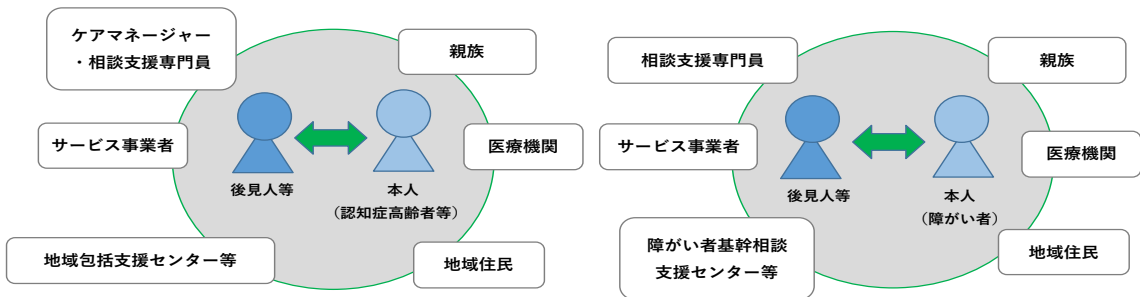 ケアマネージャー
・相談支援専門員
親族
サービス事業者
医療機関
後見人等
本人
（認知症高齢者等）
地域包括支援センター等
地域住民
相談支援専門員
親族
サービス事業者
医療機関
後見人等
本人
（障がい者）
障がい者基幹相談
支援センター等
地域住民